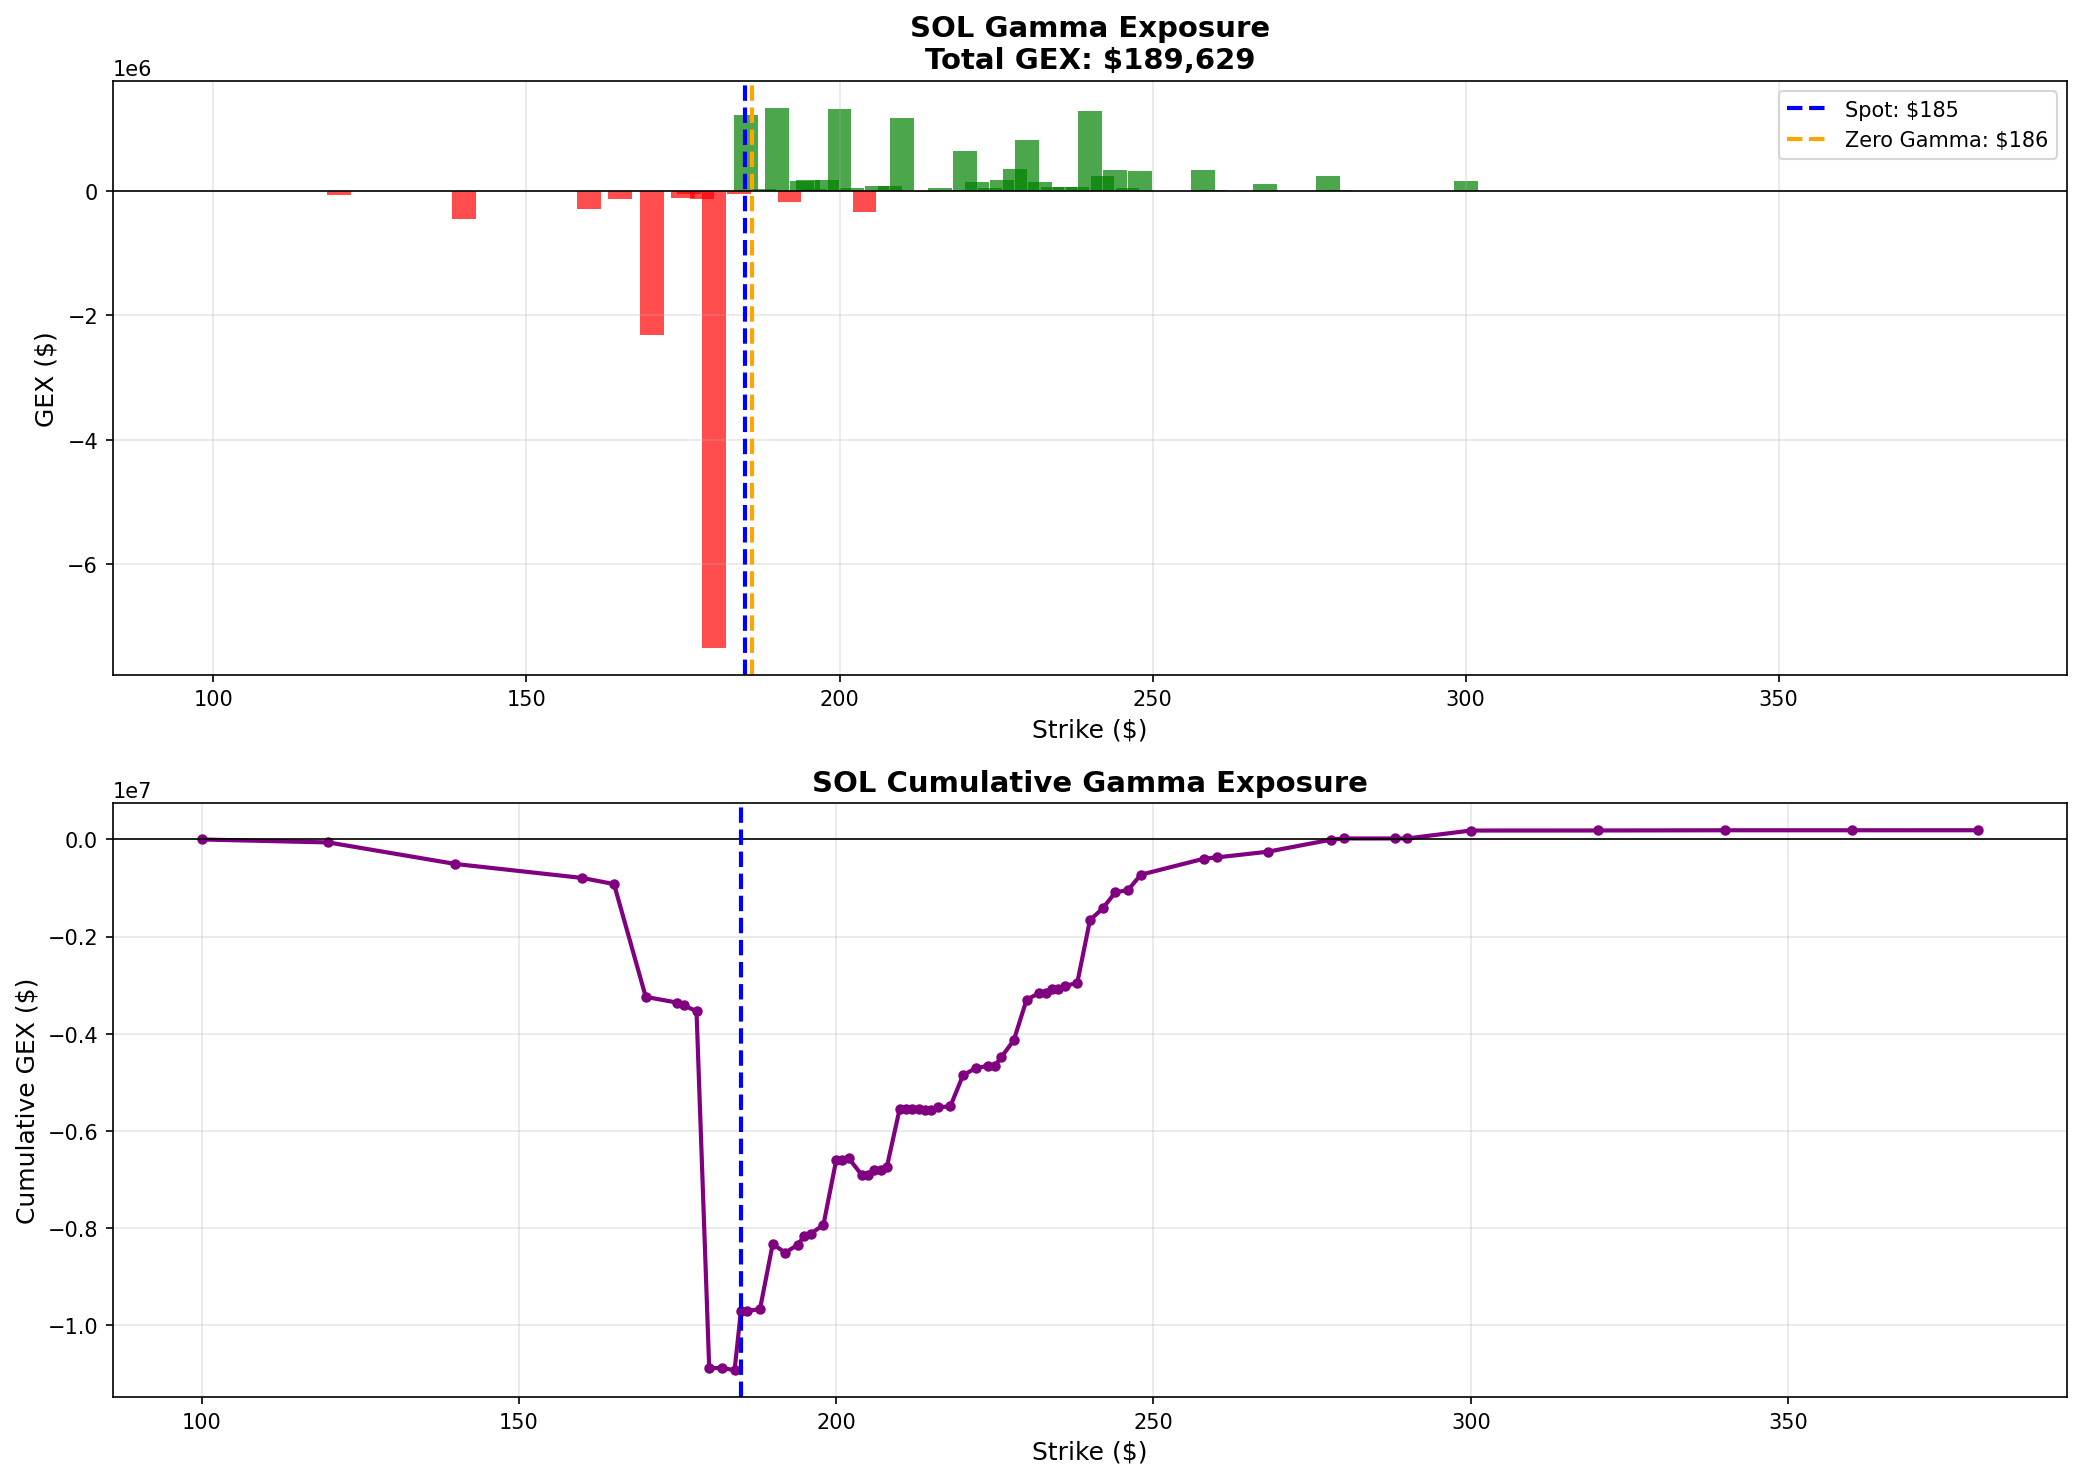 SOL Gamma Exposure
Total GEX: $189,629
1e6
Spot: $185
Zero Gamma: $186
0
−2
−4
−6
GEX ($)
100 150 200 250 300 350
Strike ($)
SOL Cumulative Gamma Exposure
1e7
0.0
−0.2
−0.4
−0.6
−0.8
−1.0
Cumulative GEX ($)
100 150 200 250 300 350
Strike ($)